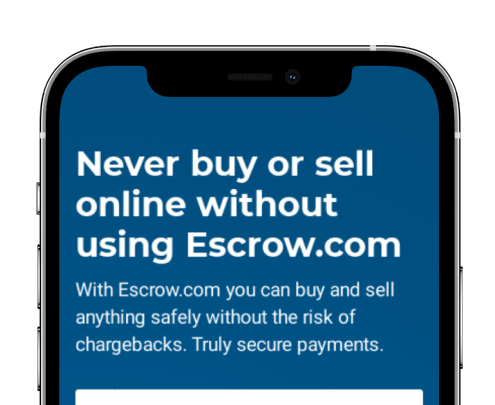 Never buy or sell
online without
using Escrow.com
With Escrow.com you can buy and sell
anything safely without the risk of
chargebacks. Truly secure payments.